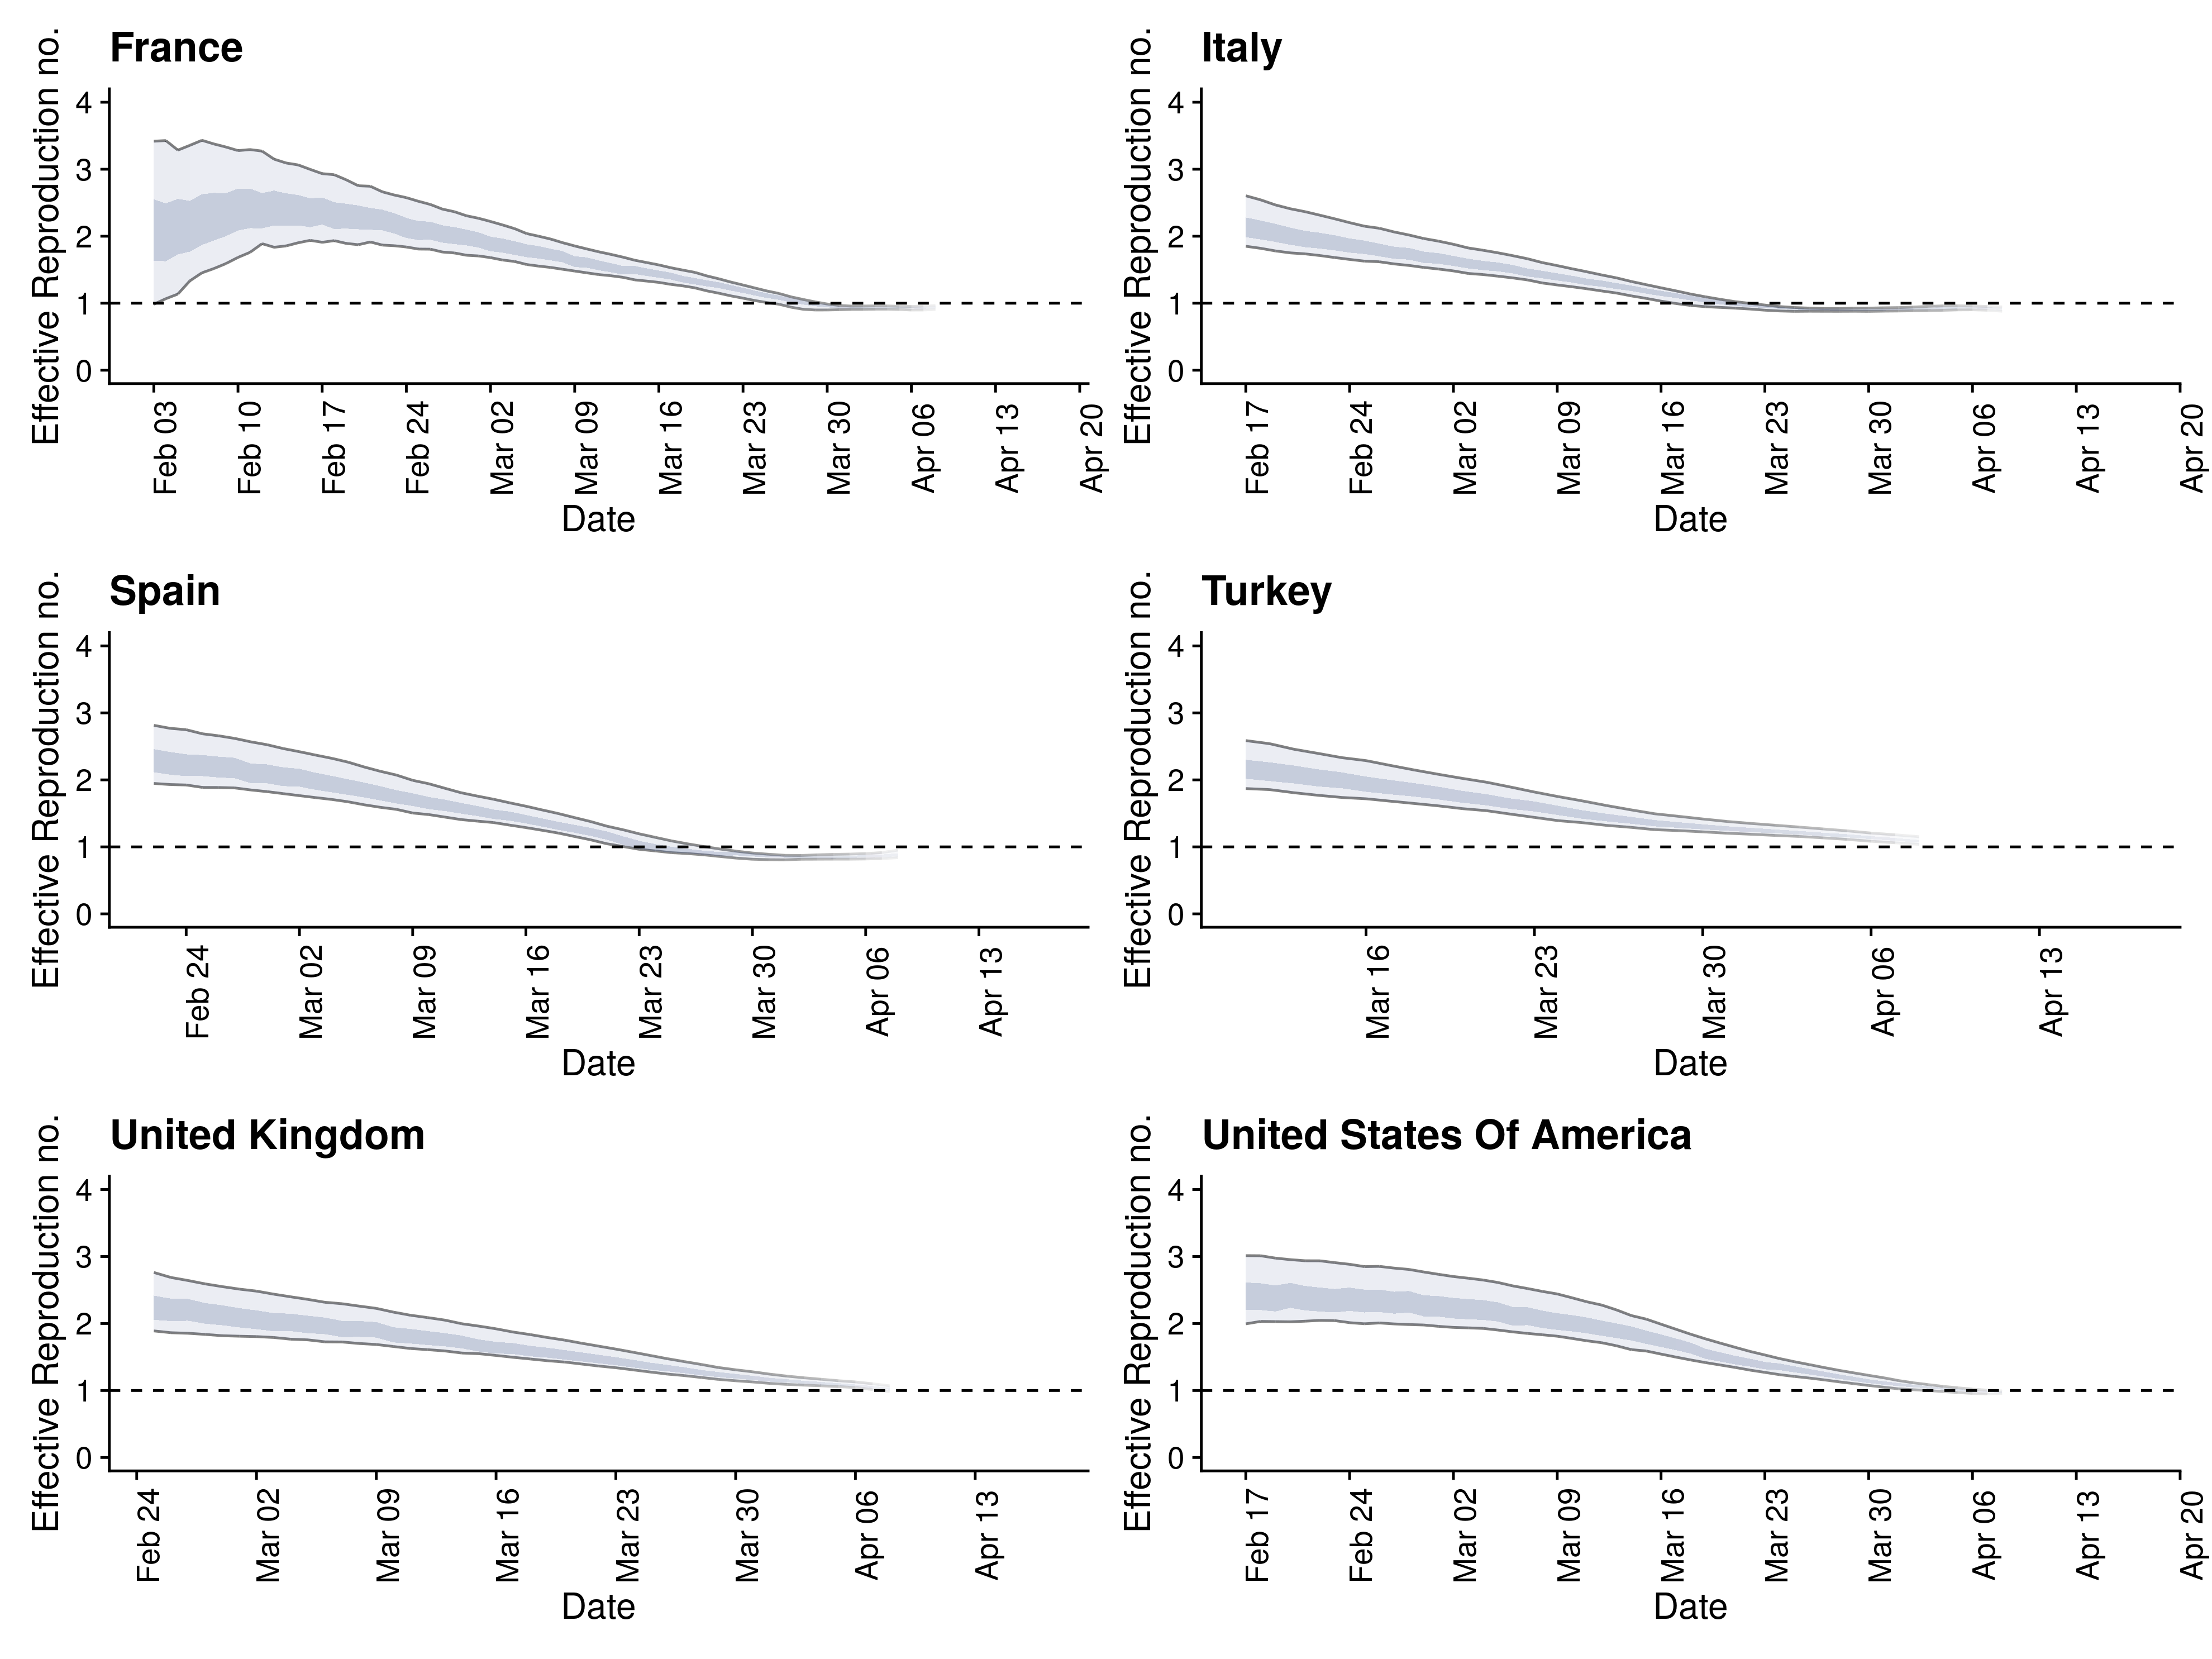 France
Effective Reproduction no.
4
3
2
1
0
Feb 03
Feb 10
Feb 17
Feb 24
Mar 02
Mar 09
Mar 16
Mar 23
Mar 30
Apr 06
Apr 13
Apr 20
Date
Italy
Effective Reproduction no.
4
3
2
1
0
Feb 17
Feb 24
Mar 02
Mar 09
Mar 16
Mar 23
Mar 30
Apr 06
Apr 13
Apr 20
Date
Spain
Effective Reproduction no.
4
3
2
1
0
Feb 24
Mar 02
Mar 09
Mar 16
Mar 23
Mar 30
Apr 06
Apr 13
Date
Turkey
Effective Reproduction no.
4
3
2
1
0
Mar 16
Mar 23
Mar 30
Apr 06
Apr 13
Date
United Kingdom
Effective Reproduction no.
4
3
2
1
0
Feb 24
Mar 02
Mar 09
Mar 16
Mar 23
Mar 30
Apr 06
Apr 13
Date
United States Of America
Effective Reproduction no.
4
3
2
1
0
Feb 17
Feb 24
Mar 02
Mar 09
Mar 16
Mar 23
Mar 30
Apr 06
Apr 13
Apr 20
Date